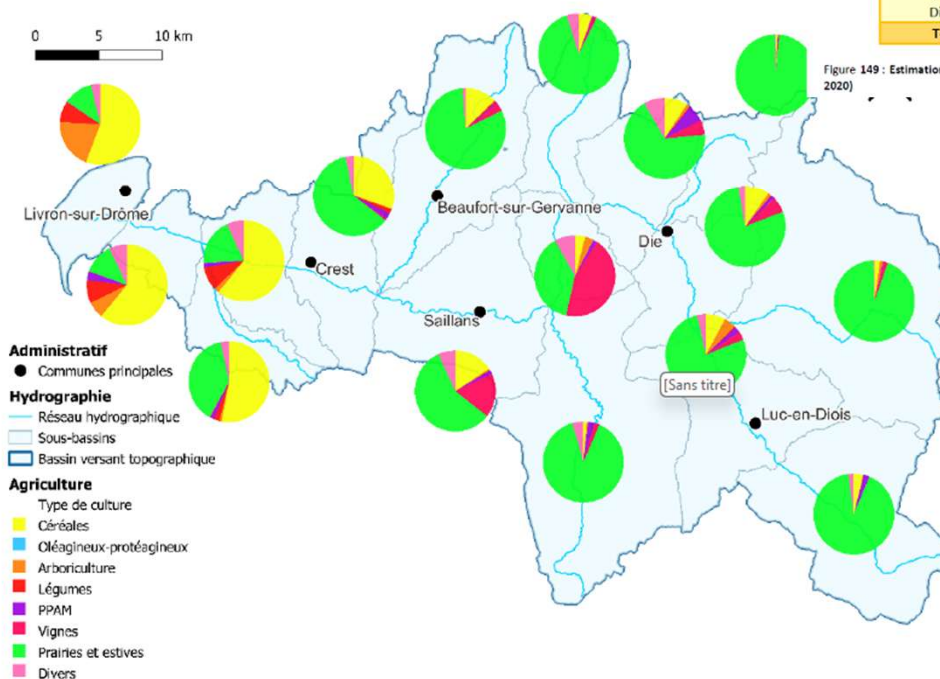 0 5 10 km
Di
T
Figure 149 : Estimation
2020)
Livron-sur-Drôme
Beaufort-sur-Gervanne
Die
Crest
Saillans
[Sans titre]
Luc-en-Diois
Administratif
Communes principales
Hydrographie
Réseau hydrographique
Sous-bassins
Bassin versant topographique
Agriculture
Type de culture
Céréales
Oléagineux-protéagineux
Arboriculture
Légumes
PPAM
Vignes
Prairies et estives
Divers